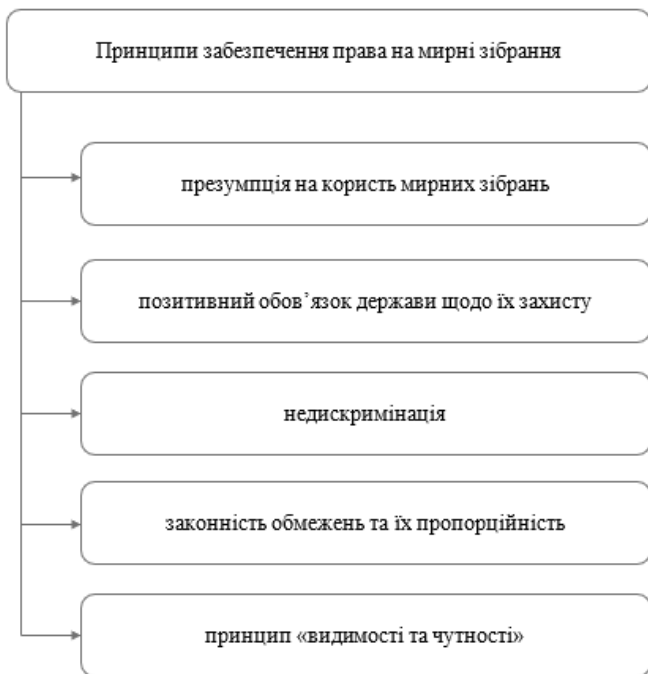 Принципи забезпечення права на мирні зібрання
презумпція на користь мирних зібрань
позитивний обов’язок держави щодо їх захисту
недискримінація
законність обмежень та їх пропорційність
принцип «видимості та чутності»